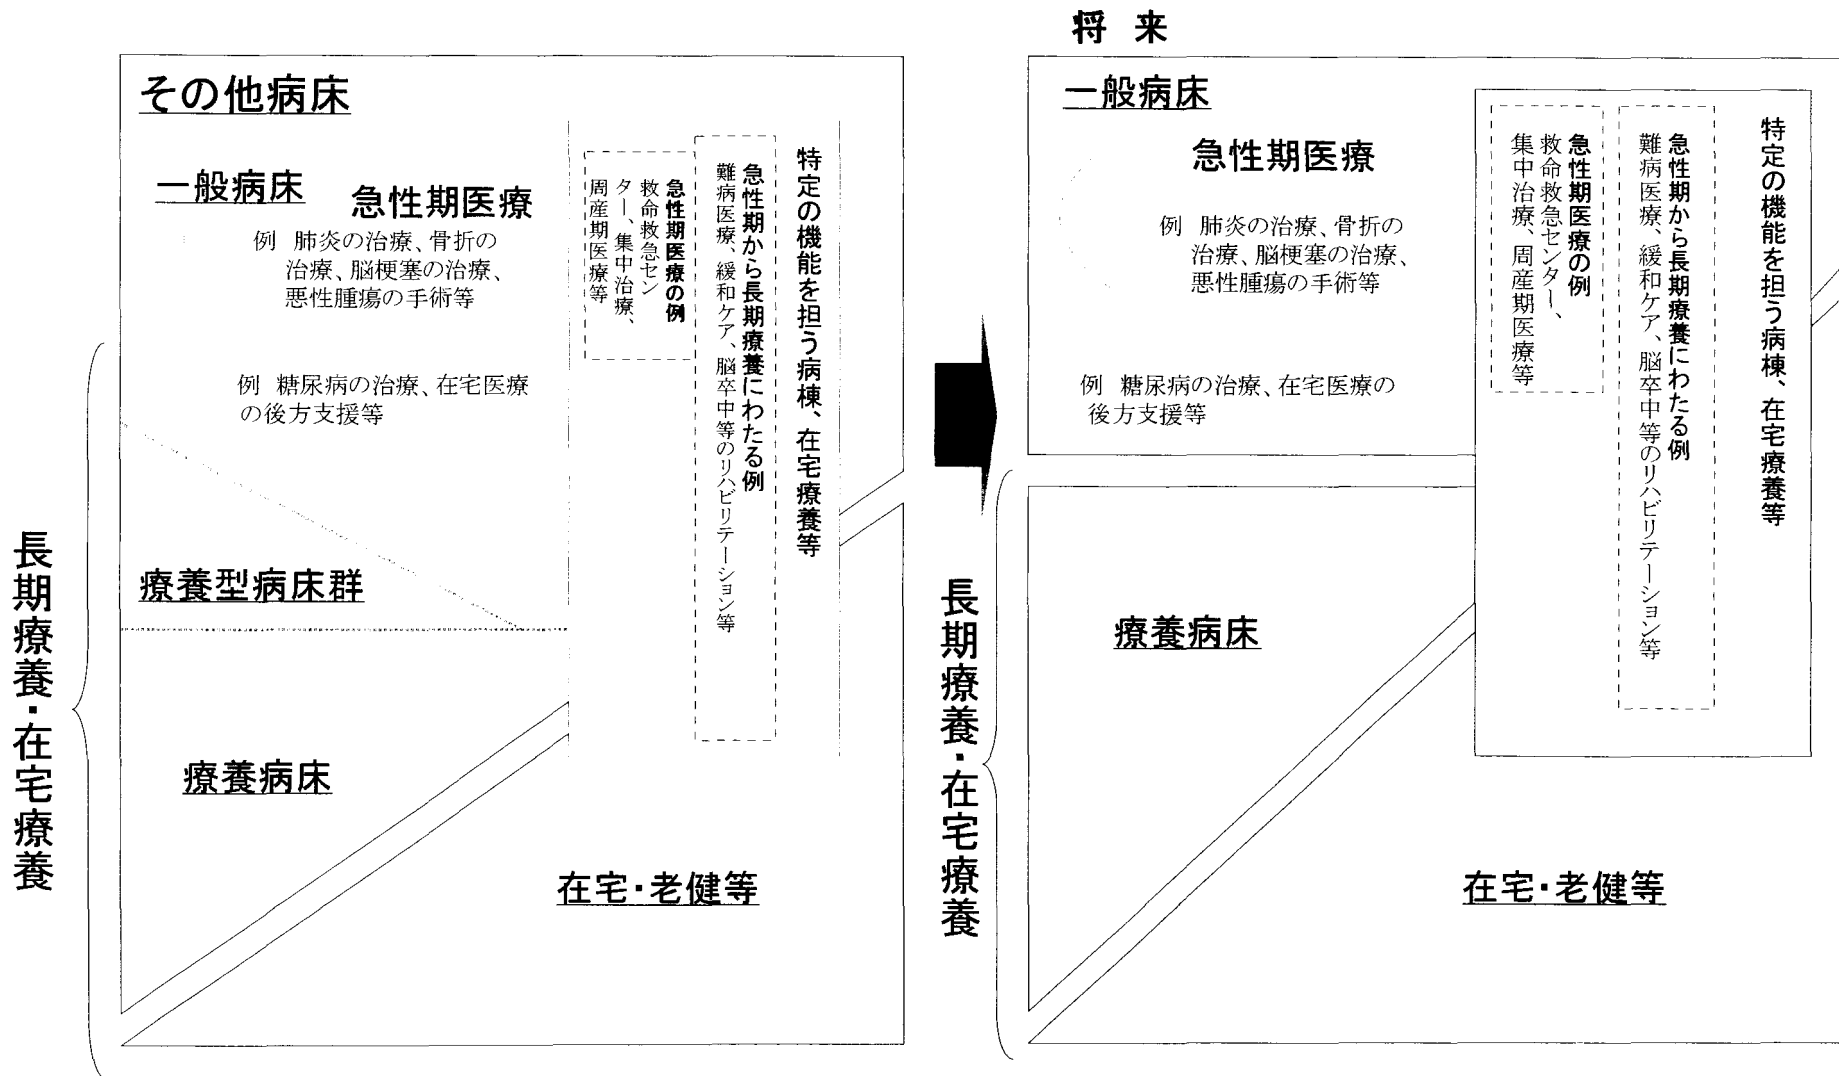 将来
その他病床
一般病床
急性期医療
例 肺炎の治療、骨折の
治療、脳梗塞の治療、
悪性腫瘍の手術等
例 糖尿病の治療、在宅医療
の後方支援等
特定の機能を担う病棟、在宅療養等
急性期から長期療養にわたる例
難病医療、緩和ケア、脳卒中等のリハビリテーション等
急性期医療の例
救命救急セン
ター、集中治療、
周産期医療等
長期療養・在宅療養
療養型病床群
療養病床
在宅・老健等
一般病床
急性期医療
例 肺炎の治療、骨折の
治療、脳梗塞の治療、
悪性腫瘍の手術等
例 糖尿病の治療、在宅医療の
後方支援等
特定の機能を担う病棟、在宅療養等
急性期から長期療養にわたる例
難病医療、緩和ケア、脳卒中等のリハビリテーション等
急性期医療の例
救命救急センター、
集中治療、周産期医療等
長期療養・在宅療養
療養病床
在宅・老健等